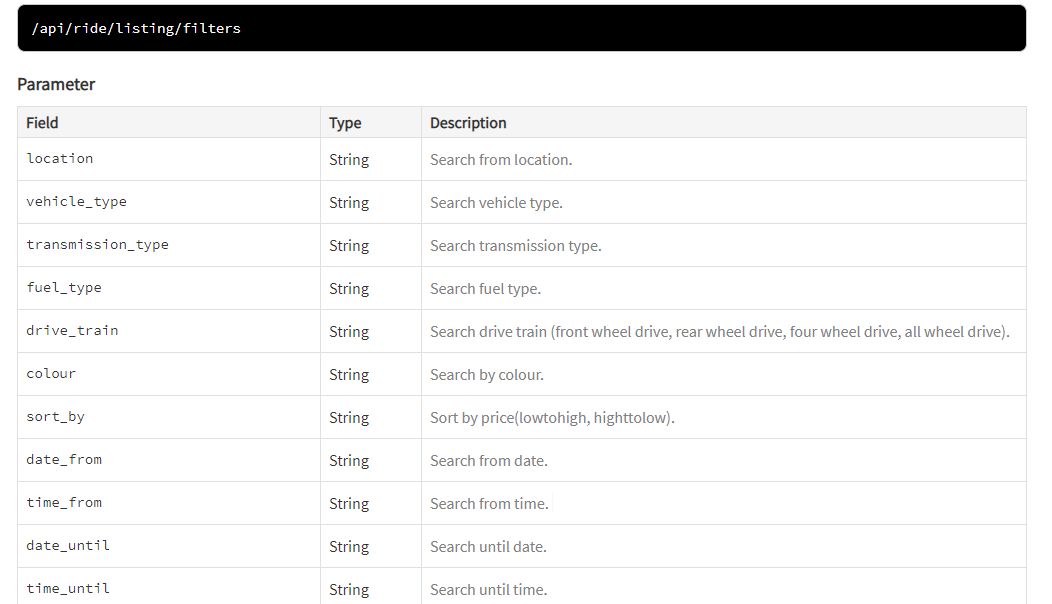 /api/ride/listing/filters
Parameter
Field Type Description
location String Search from location.
vehicle_type String Search vehicle type.
transmission_type String Search transmission type.
fuel_type String Search fuel type.
drive_train String Search drive train (front wheel drive, rear wheel drive, four wheel drive, all wheel drive).
colour String Search by colour.
sort_by String Sort by price(lowtohigh, highttolow).
date_from String Search from date.
time_from String Search from time.
date_until String Search until date.
time_until String Search until time.